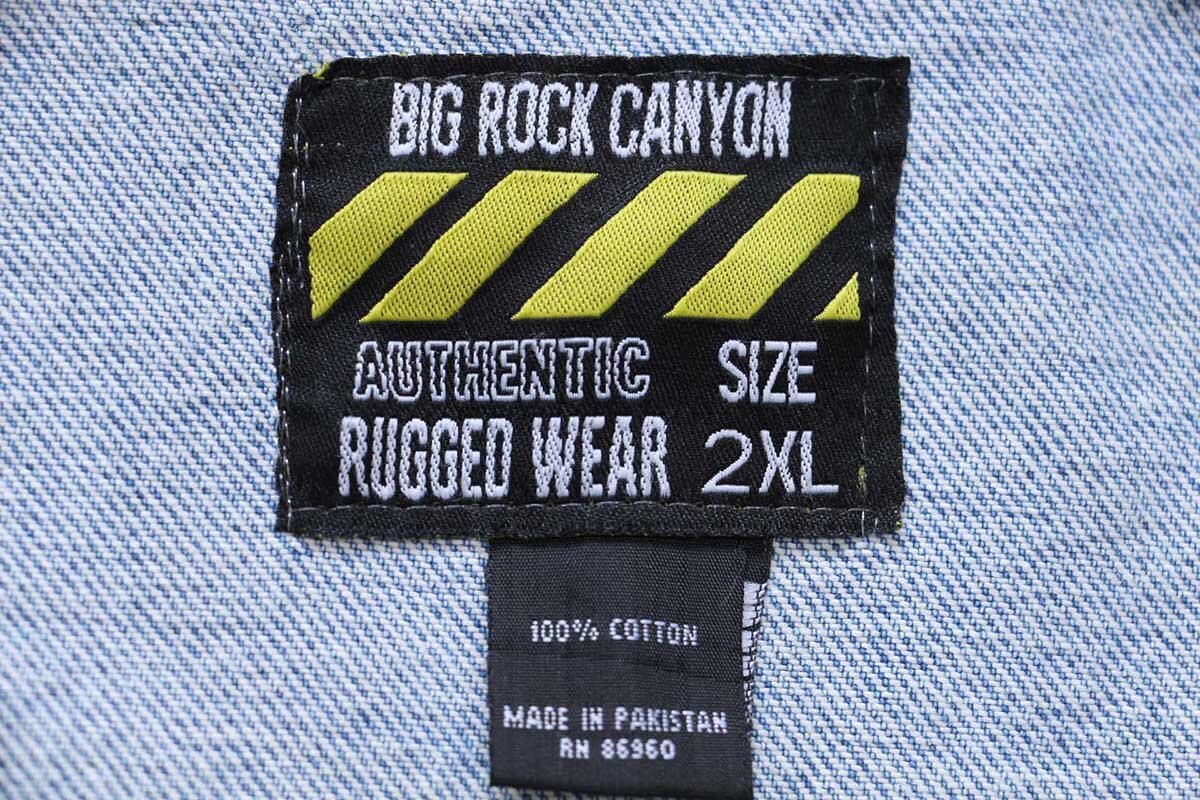 BIG ROCK CANYON
AUTHENTIC
RUGGED WEAR
SIZE
2XL
100% COTTON
MADE IN PAKISTAN
RN 86960